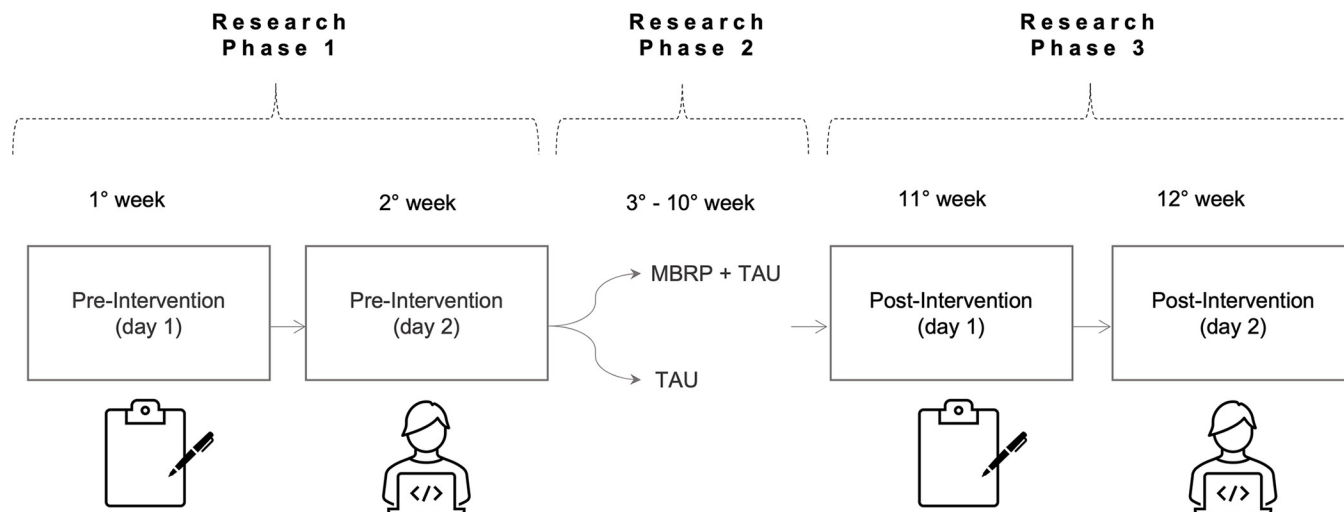 Research
Phase 1
Research
Phase 2
Research
Phase 3
1° week
2° week
3° - 10° week
11° week
12° week
Pre-Intervention
(day 1)
Pre-Intervention
(day 2)
MBRP + TAU
TAU
Post-Intervention
(day 1)
Post-Intervention
(day 2)
</>
</>